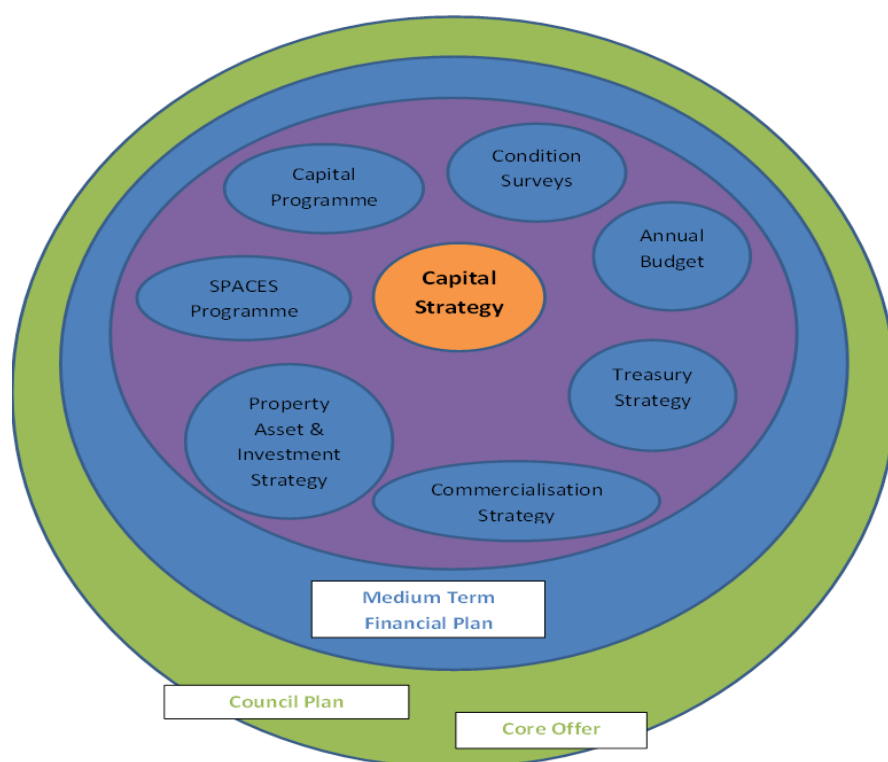 Condition
Surveys
Capital
Programme
Annual
Budget
Capital
Strategy
SPACES
Programme
Treasury
Strategy
Property
Asset &
Investment
Strategy
Commercialisation
Strategy
Medium Term
Financial Plan
Council Plan
Core Offer